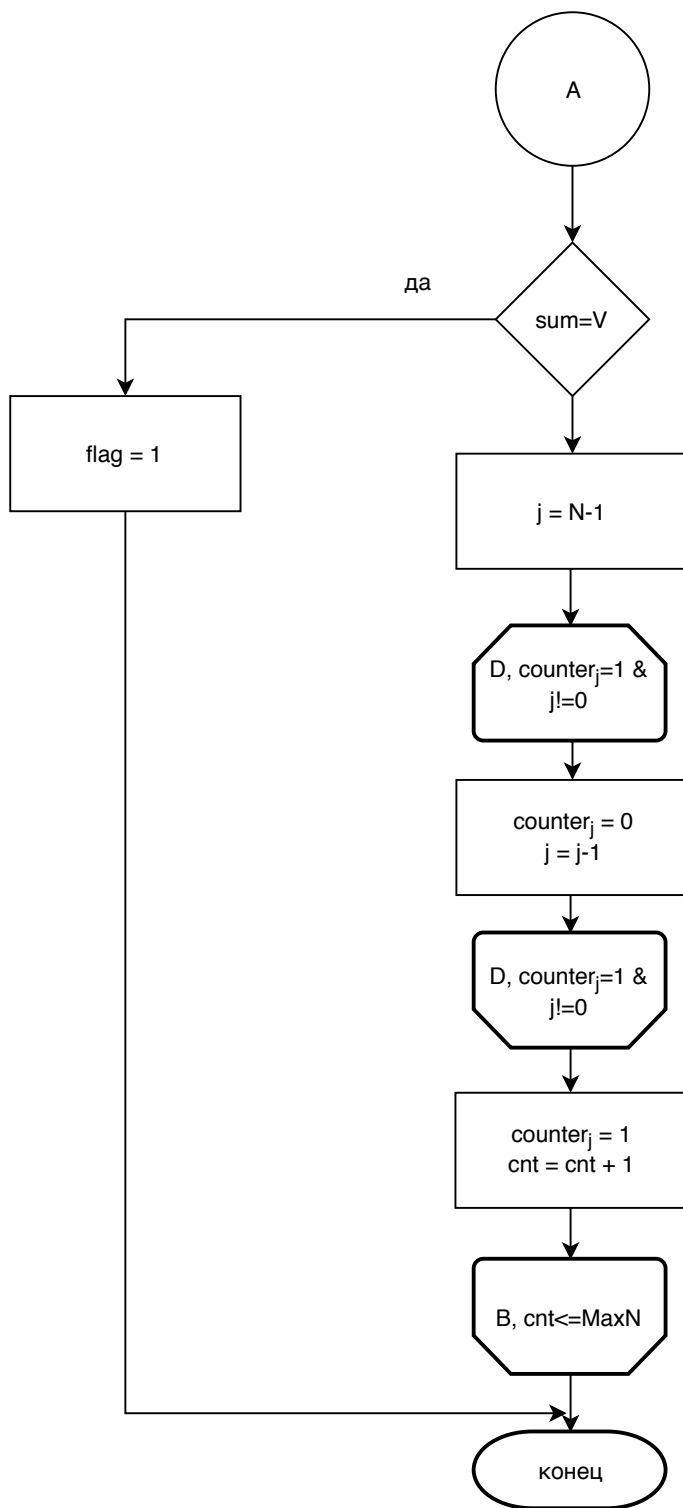 A
да
sum=V
flag = 1
j = N-1
D, counterj=1 &
j!=0
counterj = 0
j = j-1
D, counterj=1 &
j!=0
counterj = 1
cnt = cnt + 1
B, cnt<=MaxN
конец